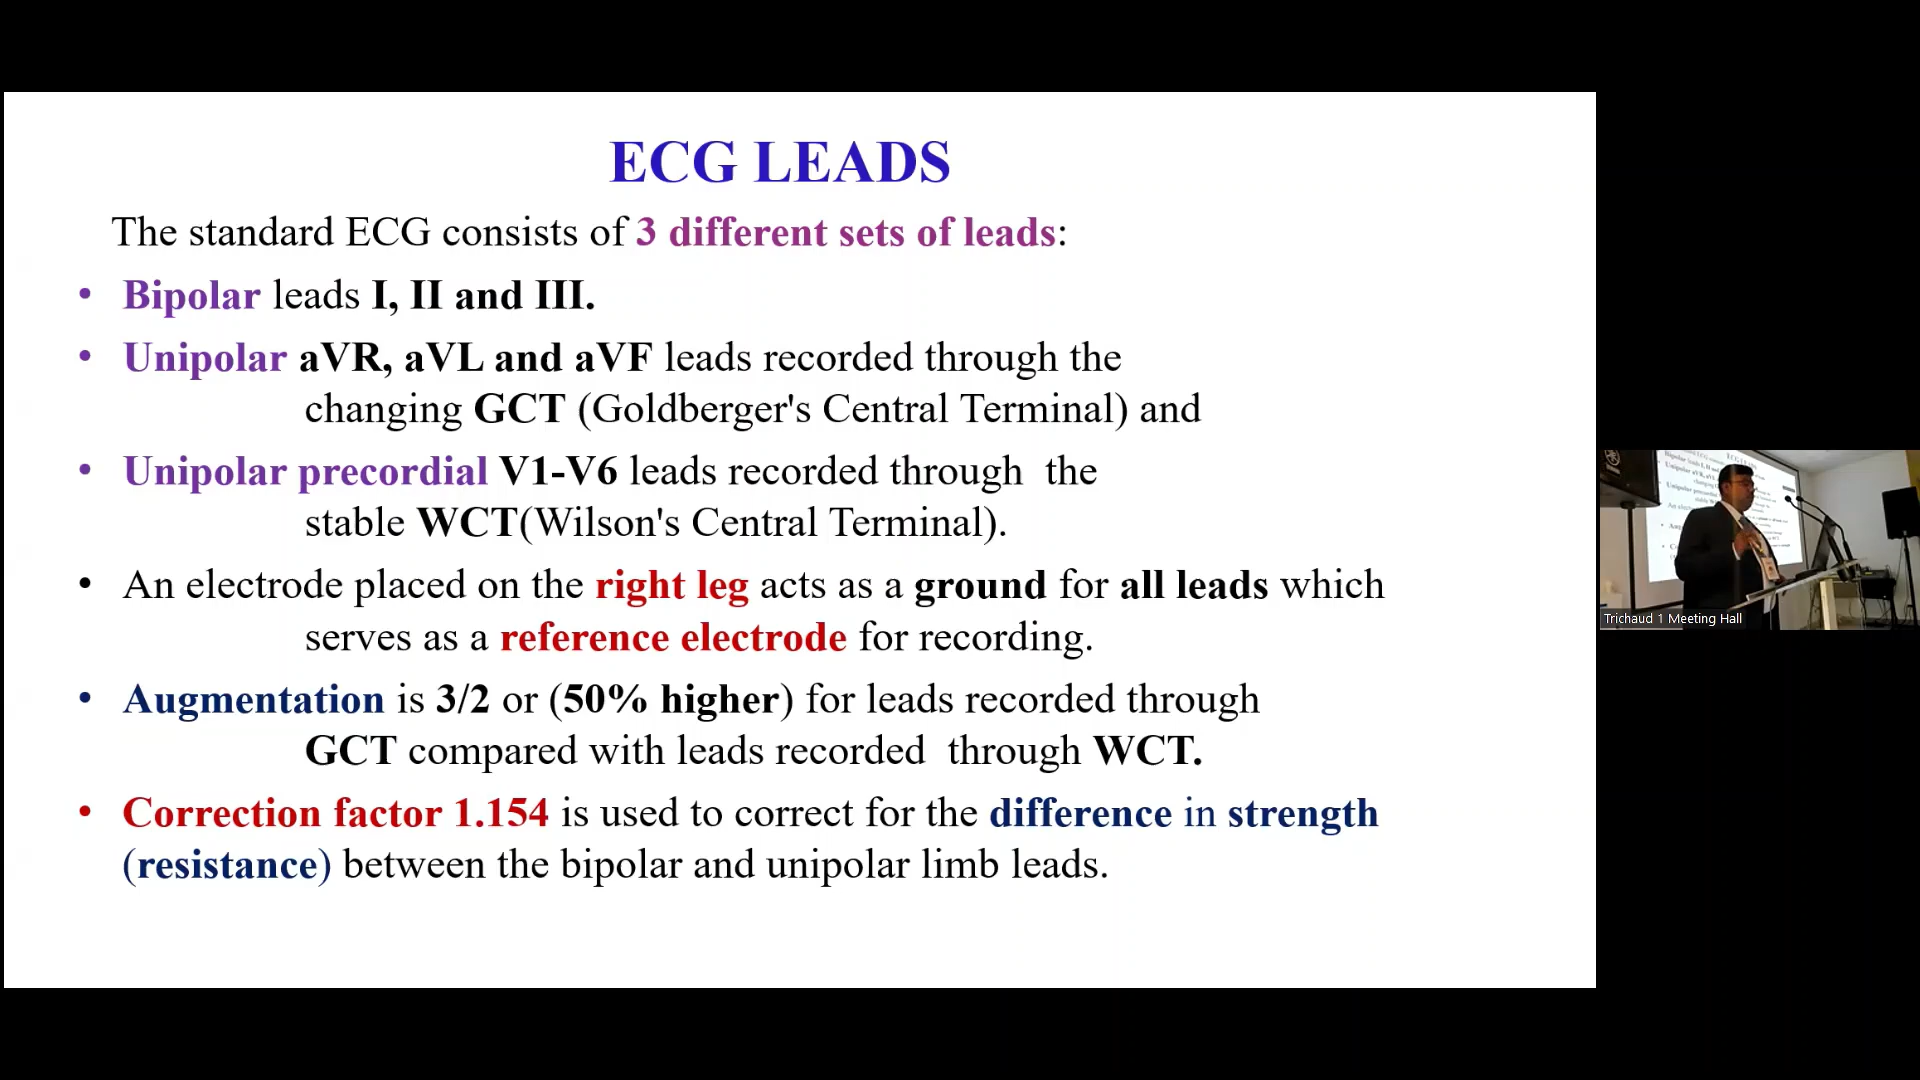 ECG LEADS
The standard ECG consists of 3 different sets of leads:
• Bipolar leads I, II and III.
• Unipolar aVR, aVL and aVF leads recorded through the
changing GCT (Goldberger's Central Terminal) and
• Unipolar precordial V1-V6 leads recorded through the
stable WCT(Wilson's Central Terminal).
• An electrode placed on the right leg acts as a ground for all leads which
serves as a reference electrode for recording.
• Augmentation is 3/2 or (50% higher) for leads recorded through
GCT compared with leads recorded through WCT.
• Correction factor 1.154 is used to correct for the difference in strength
(resistance) between the bipolar and unipolar limb leads.
Trichaud 1 Meeting Hall